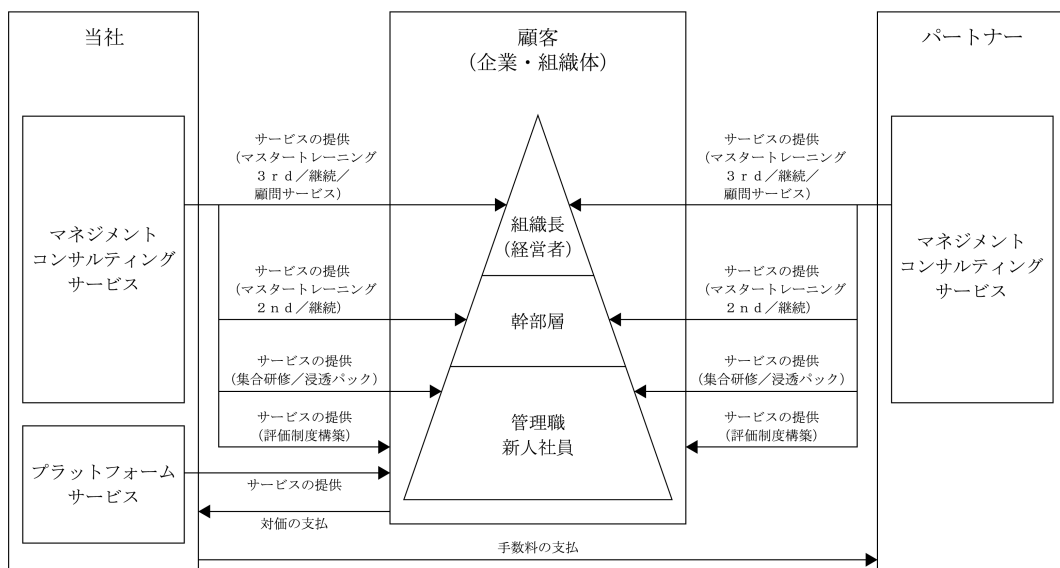 当社
マネジメント
コンサルティング
サービス
プラットフォーム
サービス
サービスの提供
(マスタートレーニング
3rd/継続/
顧問サービス)
サービスの提供
(マスタートレーニング
2nd/継続)
サービスの提供
(集合研修/浸透パック)
サービスの提供
(評価制度構築)
サービスの提供
対価の支払
顧客
(企業・組織体)
組織長
(経営者)
幹部層
管理職
新人社員
サービスの提供
(マスタートレーニング
3rd/継続/
顧問サービス)
サービスの提供
(マスタートレーニング
2nd/継続)
サービスの提供
(集合研修/浸透パック)
サービスの提供
(評価制度構築)
パートナー
マネジメント
コンサルティング
サービス
手数料の支払